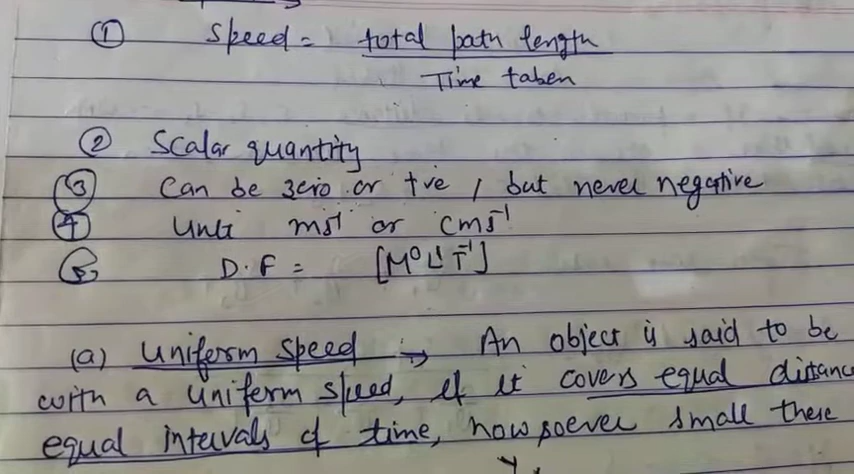 ① Speed = total path length
Time taken
② Scalar quantity
③ Can be zero or +ve, but never negative
④ Unit ms⁻¹ or cms⁻¹
⑤ D.F = [M⁰L¹T⁻¹]
(a) Uniform speed → An object is said to be
with a uniform speed, if it covers equal distanc
equal intervals of time, howsoever small these